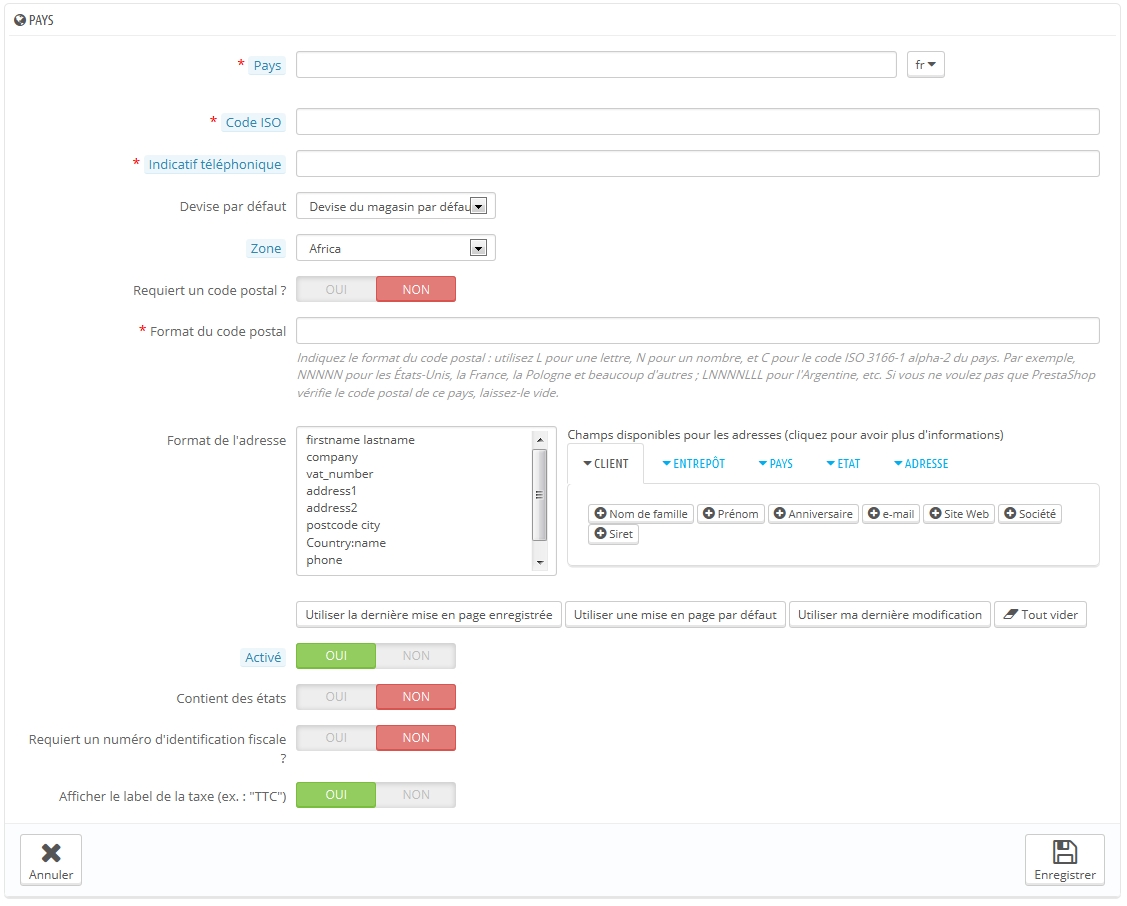 PAYS
* Pays
fr
* Code ISO
* Indicatif téléphonique
Devise par défaut
Devise du magasin par défau
Zone
Africa
Requiert un code postal ?
OUI NON
* Format du code postal
Indiquez le format du code postal : utilisez L pour une lettre, N pour un nombre, et C pour le code ISO 3166-1 alpha-2 du pays. Par exemple,
NNNNN pour les États-Unis, la France, la Pologne et beaucoup d'autres ; LNNNNLLL pour l'Argentine, etc. Si vous ne voulez pas que PrestaShop
vérifie le code postal de ce pays, laissez-le vide.
Format de l'adresse
firstname lastname
company
vat_number
address1
address2
postcode city
Country:name
phone
Champs disponibles pour les adresses (cliquez pour avoir plus d'informations)
CLIENT ENTREPÔT PAYS ETAT ADRESSE
Nom de famille Prénom Anniversaire e-mail Site Web Société
Siret
Utiliser la dernière mise en page enregistrée Utiliser une mise en page par défaut Utiliser ma dernière modification Tout vider
Activé
OUI NON
Contient des états
OUI NON
Requiert un numéro d'identification fiscale
?
OUI NON
Afficher le label de la taxe (ex. : "TTC")
OUI NON
Annuler
Enregistrer